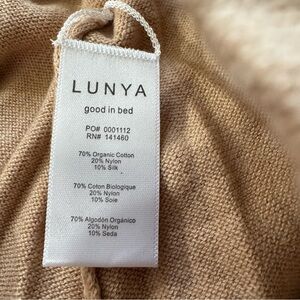 LUNYA
good in bed
PO# 0001112
RN# 141460
70% Organic Cotton
20% Nylon
10% Silk
70% Coton Biologique
20% Nylon
10% Soie
70% Algodón Orgánico
20% Nylon
10% Seda